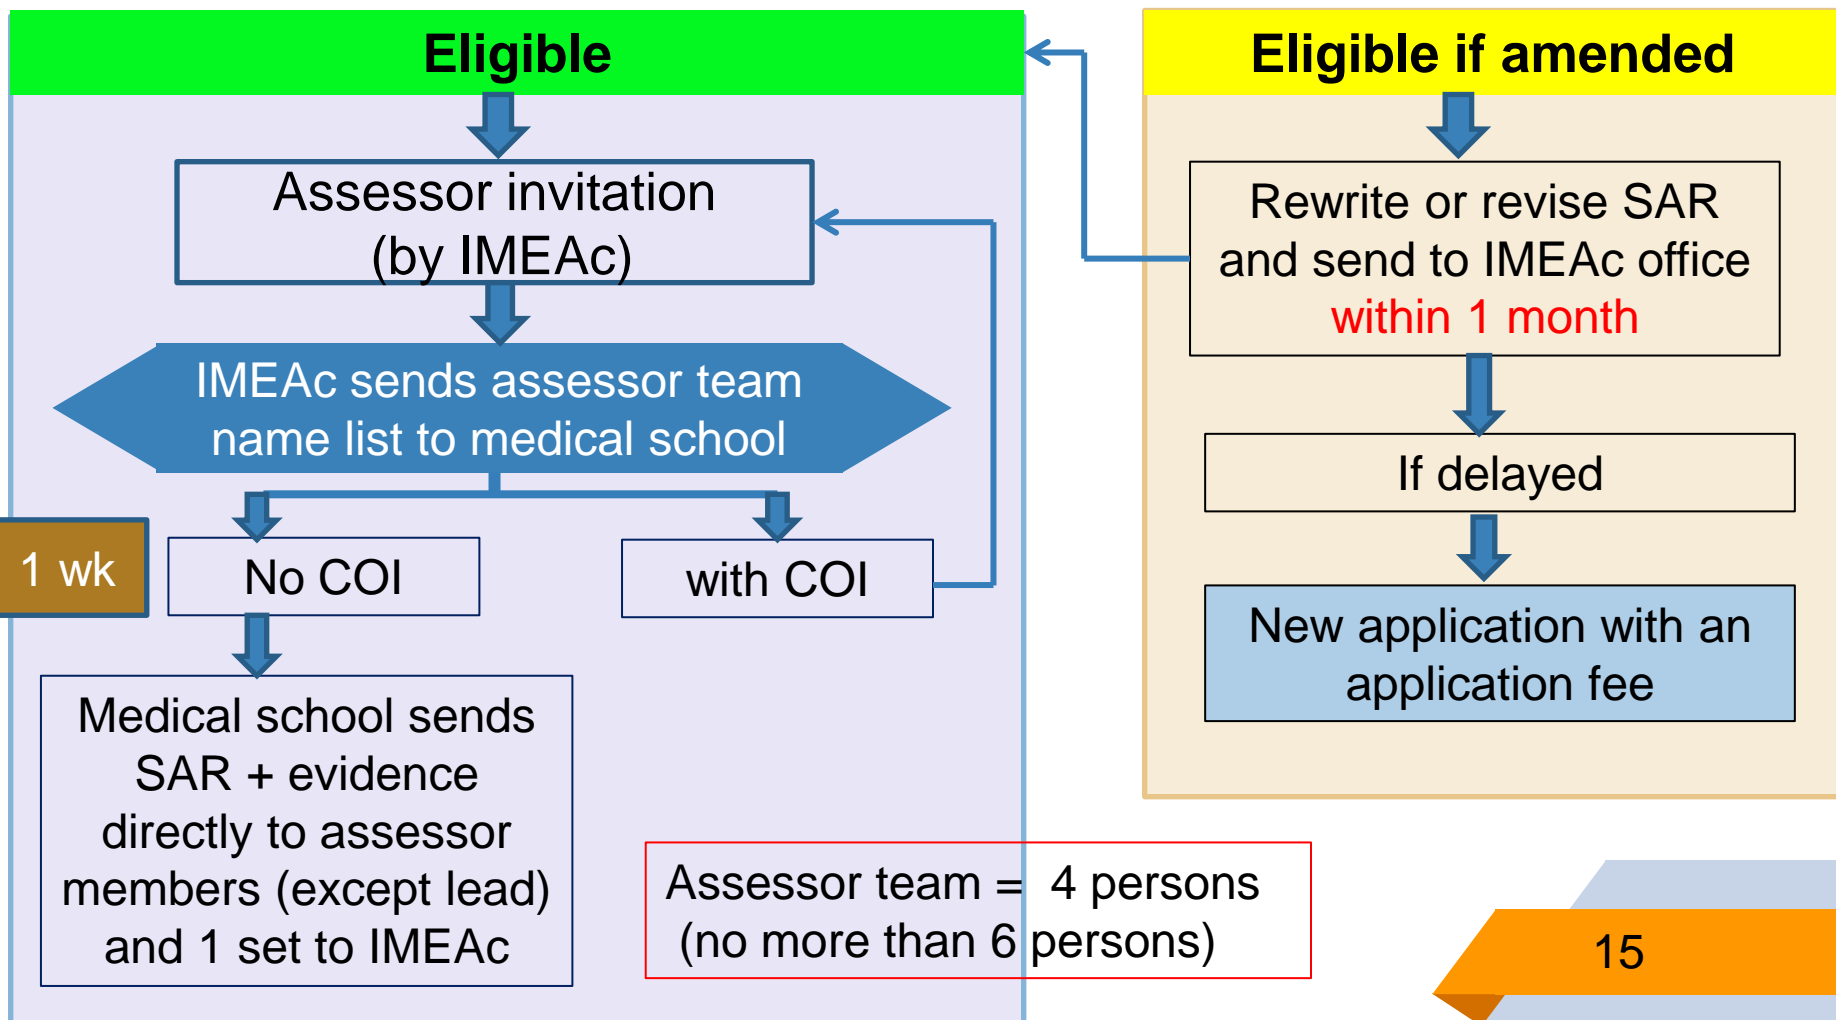 Eligible
Assessor invitation
(by IMEAc)
IMEAc sends assessor team
name list to medical school
1 wk
No COI
with COI
Medical school sends
SAR + evidence
directly to assessor
members (except lead)
and 1 set to IMEAc
Assessor team = 4 persons
(no more than 6 persons)
Eligible if amended
Rewrite or revise SAR
and send to IMEAc office
within 1 month
If delayed
New application with an
application fee
15